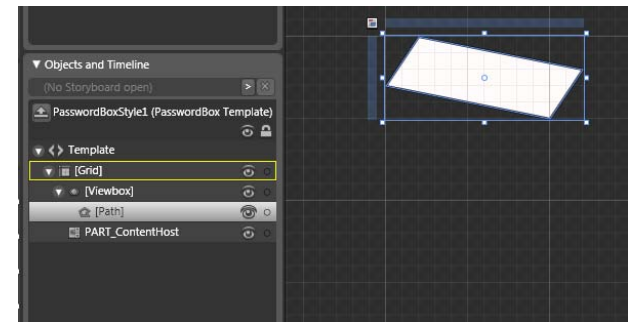 Objects and Timeline
(No Storyboard open)
PasswordBoxStyle1 (PasswordBox Template)
Template
[Grid]
[Viewbox]
[Path]
PART_ContentHost